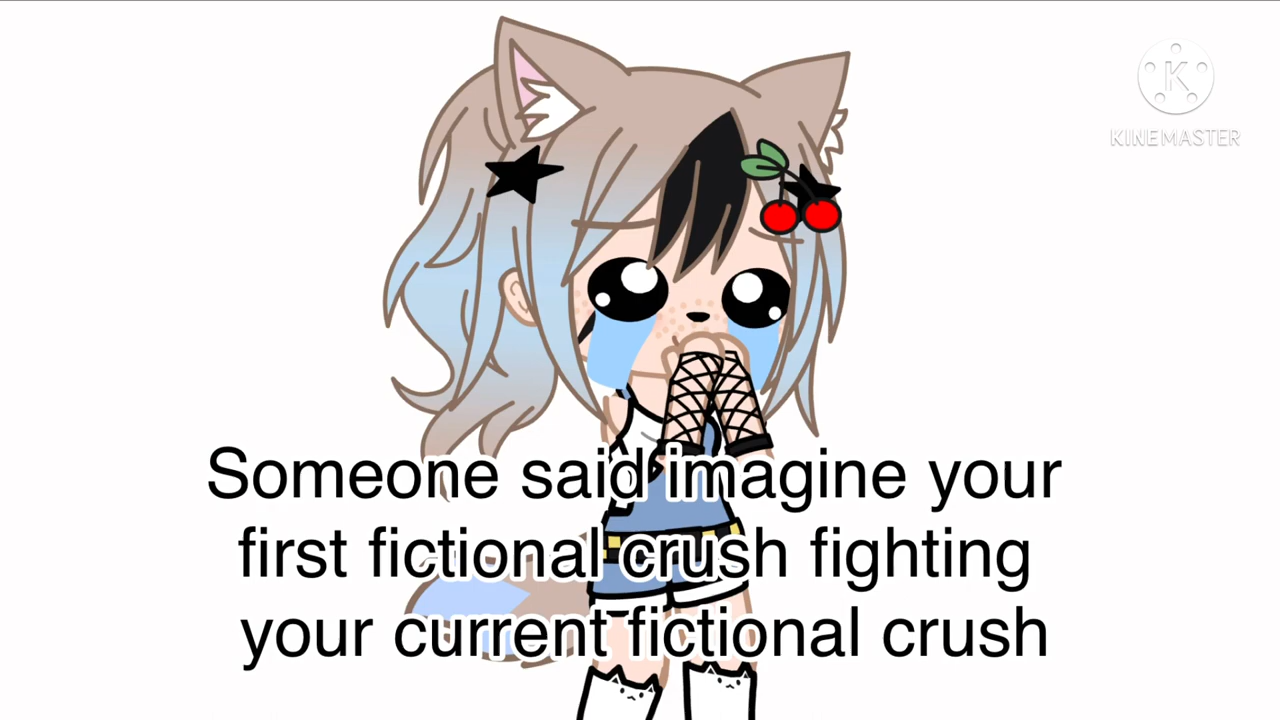 KINEMASTER
Someone said imagine your
first fictional crush fighting
your current fictional crush